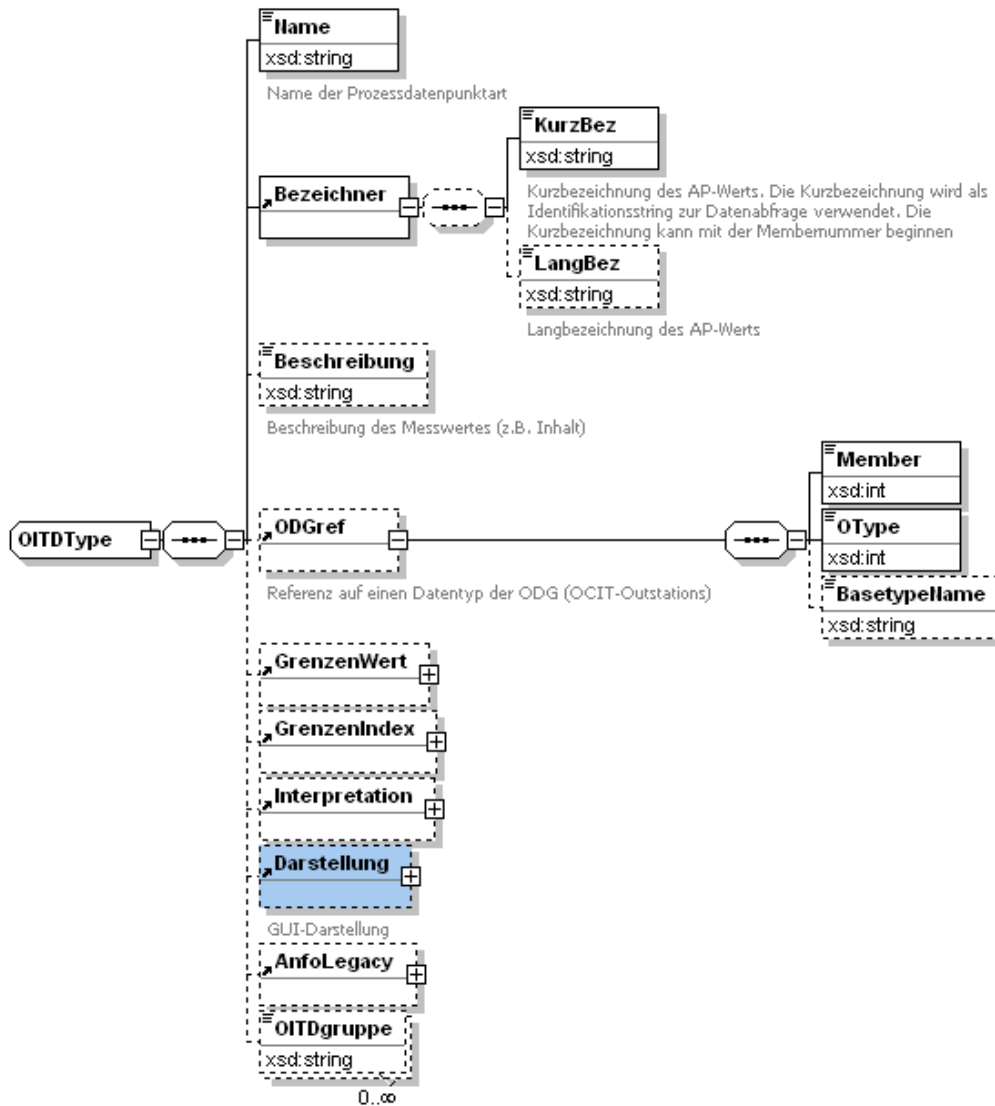 Name
xsd:string
Name der Prozessdatenpunktart
KurzBez
xsd:string
Kurzbezeichnung des AP-Werts. Die Kurzbezeichnung wird als
Identifikationsstring zur Datenabfrage verwendet. Die
Kurzbezeichnung kann mit der Membernummer beginnen
Bezeichner
LangBez
xsd:string
Langbezeichnung des AP-Werts
Beschreibung
xsd:string
Beschreibung des Messwertes (z.B. Inhalt)
Member
xsd:int
OITDType
ODGref
OType
xsd:int
Referenz auf einen Datentyp der ODG (OCIT-Outstations)
BasetypeName
xsd:string
GrenzenWert
GrenzenIndex
Interpretation
Darstellung
GUI-Darstellung
AnfoLegacy
OITDgruppe
xsd:string
0..∞